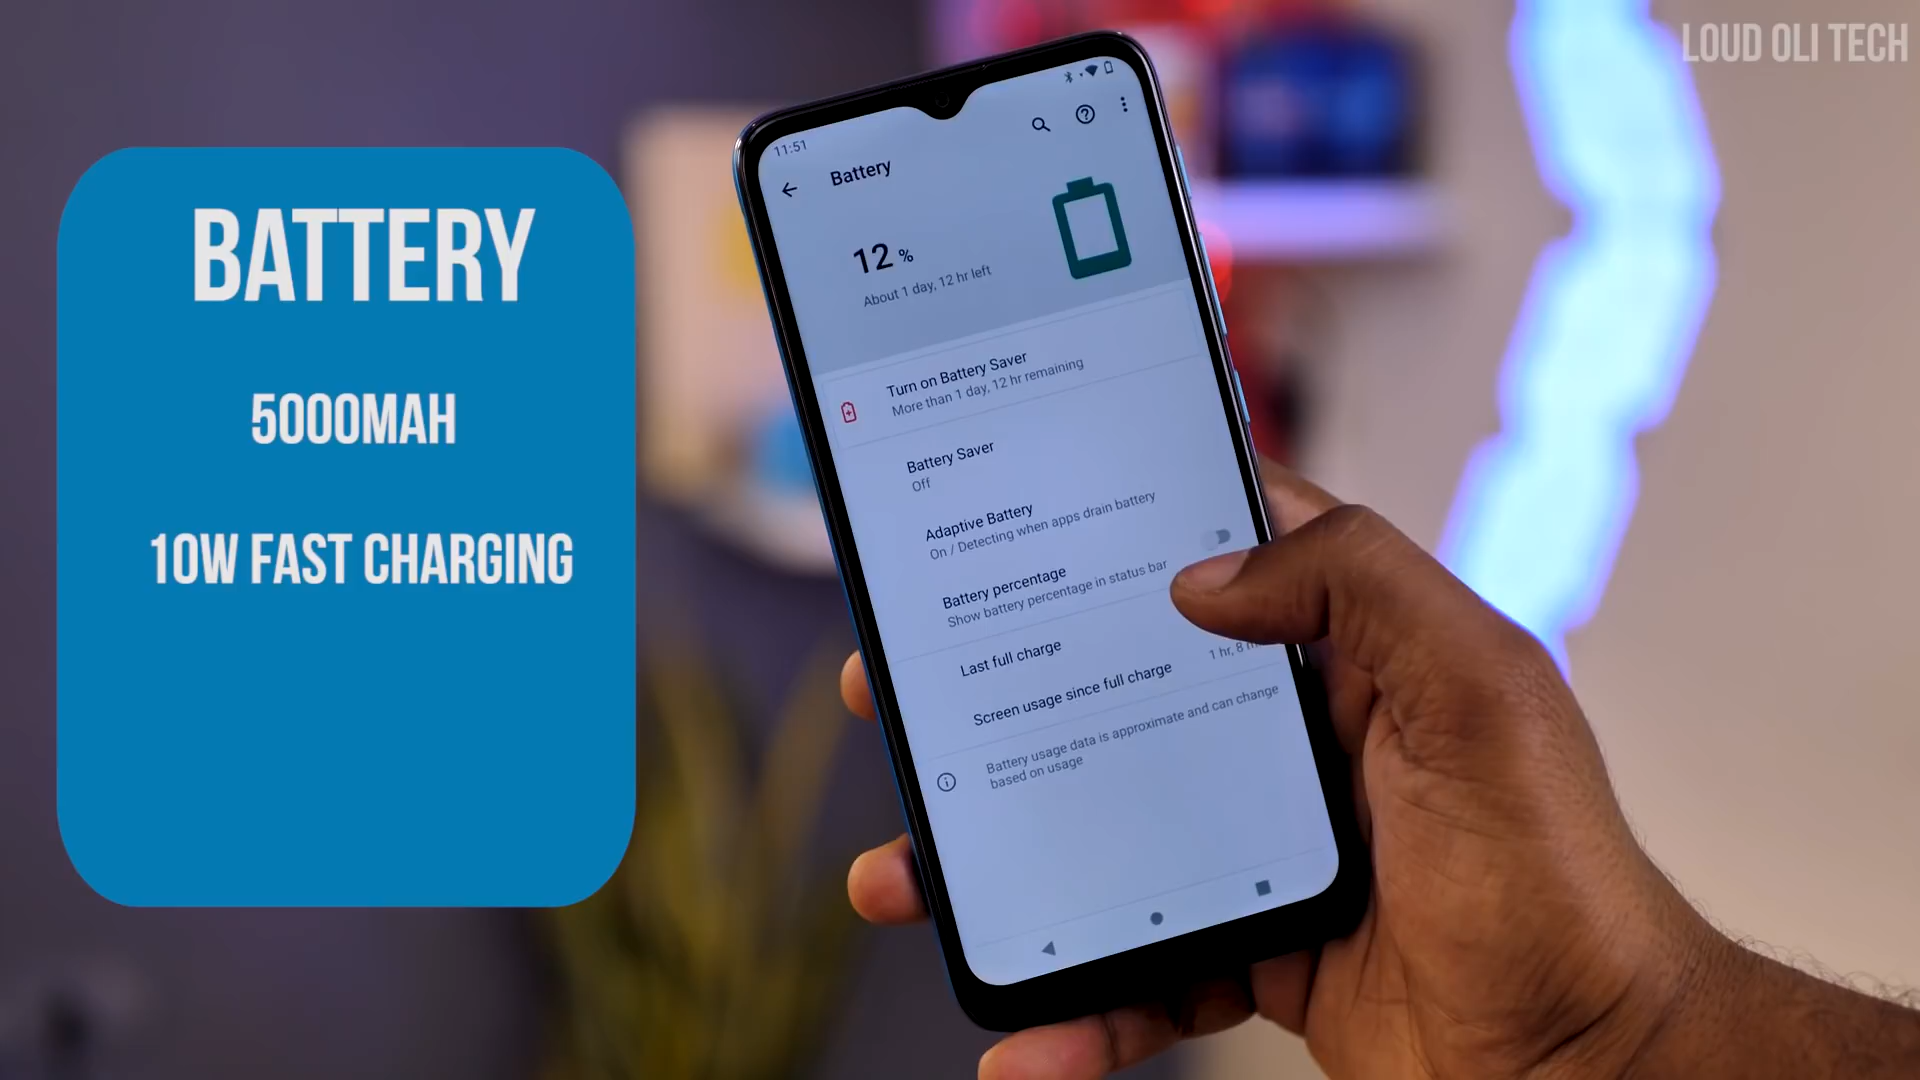 LOUD OLI TECH
BATTERY
5000MAH
10W FAST CHARGING
11:51
Battery
12 %
About 1 day, 12 hr left
Turn on Battery Saver
More than 1 day, 12 hr remaining
Battery Saver
Off
Adaptive Battery
On / Detecting when apps drain battery
Battery percentage
Show battery percentage in status bar
Last full charge
Screen usage since full charge
1 hr, 8
Battery usage data is approximate and can change
based on usage